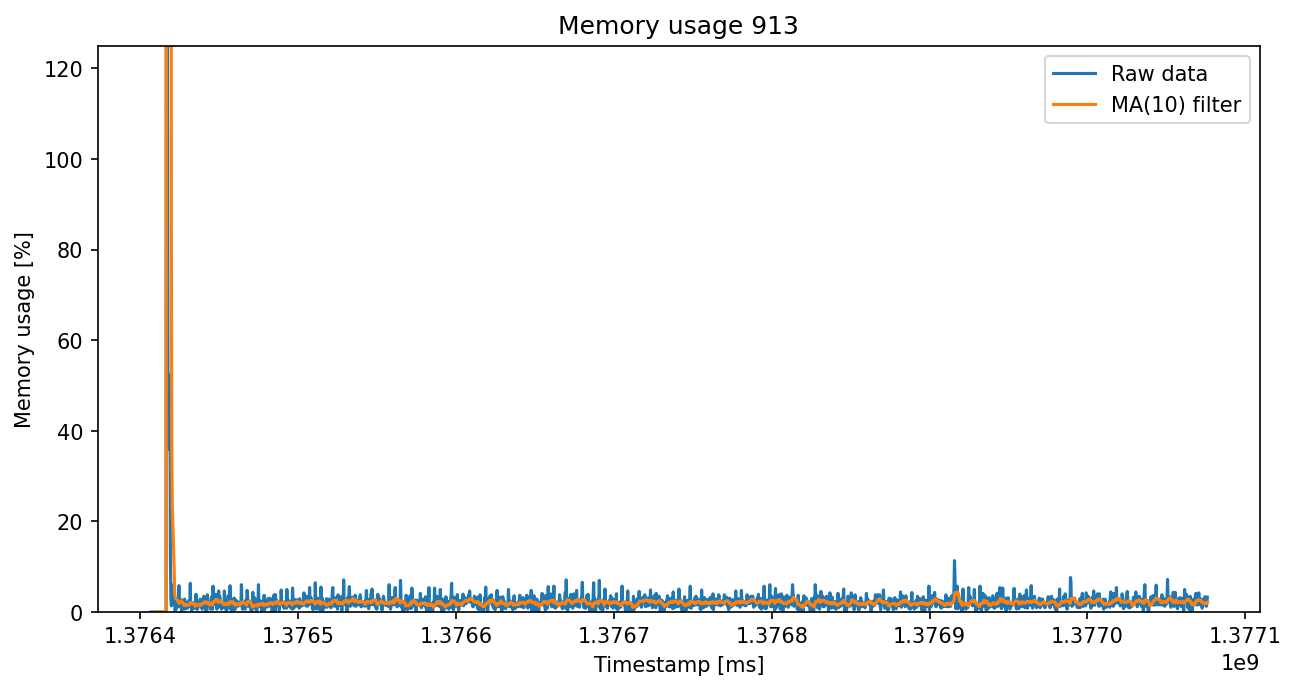 Memory usage 913
Raw data
MA(10) filter
Memory usage [%]
120
100
80
60
40
20
0
1.3764 1.3765 1.3766 1.3767 1.3768 1.3769 1.3770 1.3771
1e9
Timestamp [ms]